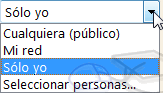 Sólo yo
Cualquiera (público)
Mi red
Sólo yo
Seleccionar personas...